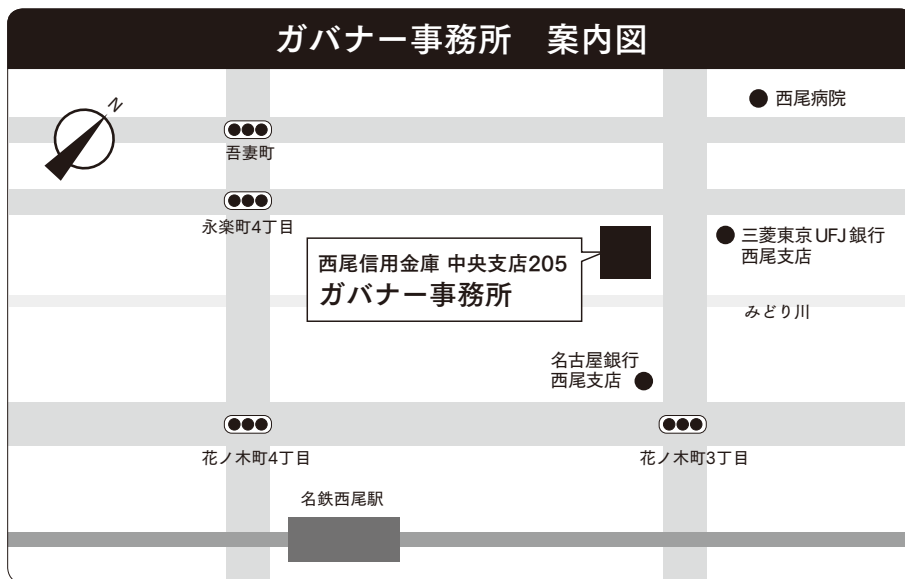 ガバナー事務所　案内図
N
西尾病院
吾妻町
永楽町4丁目
三菱東京UFJ銀行
西尾支店
西尾信用金庫 中央支店205
ガバナー事務所
みどり川
名古屋銀行
西尾支店
花ノ木町4丁目
花ノ木町3丁目
名鉄西尾駅